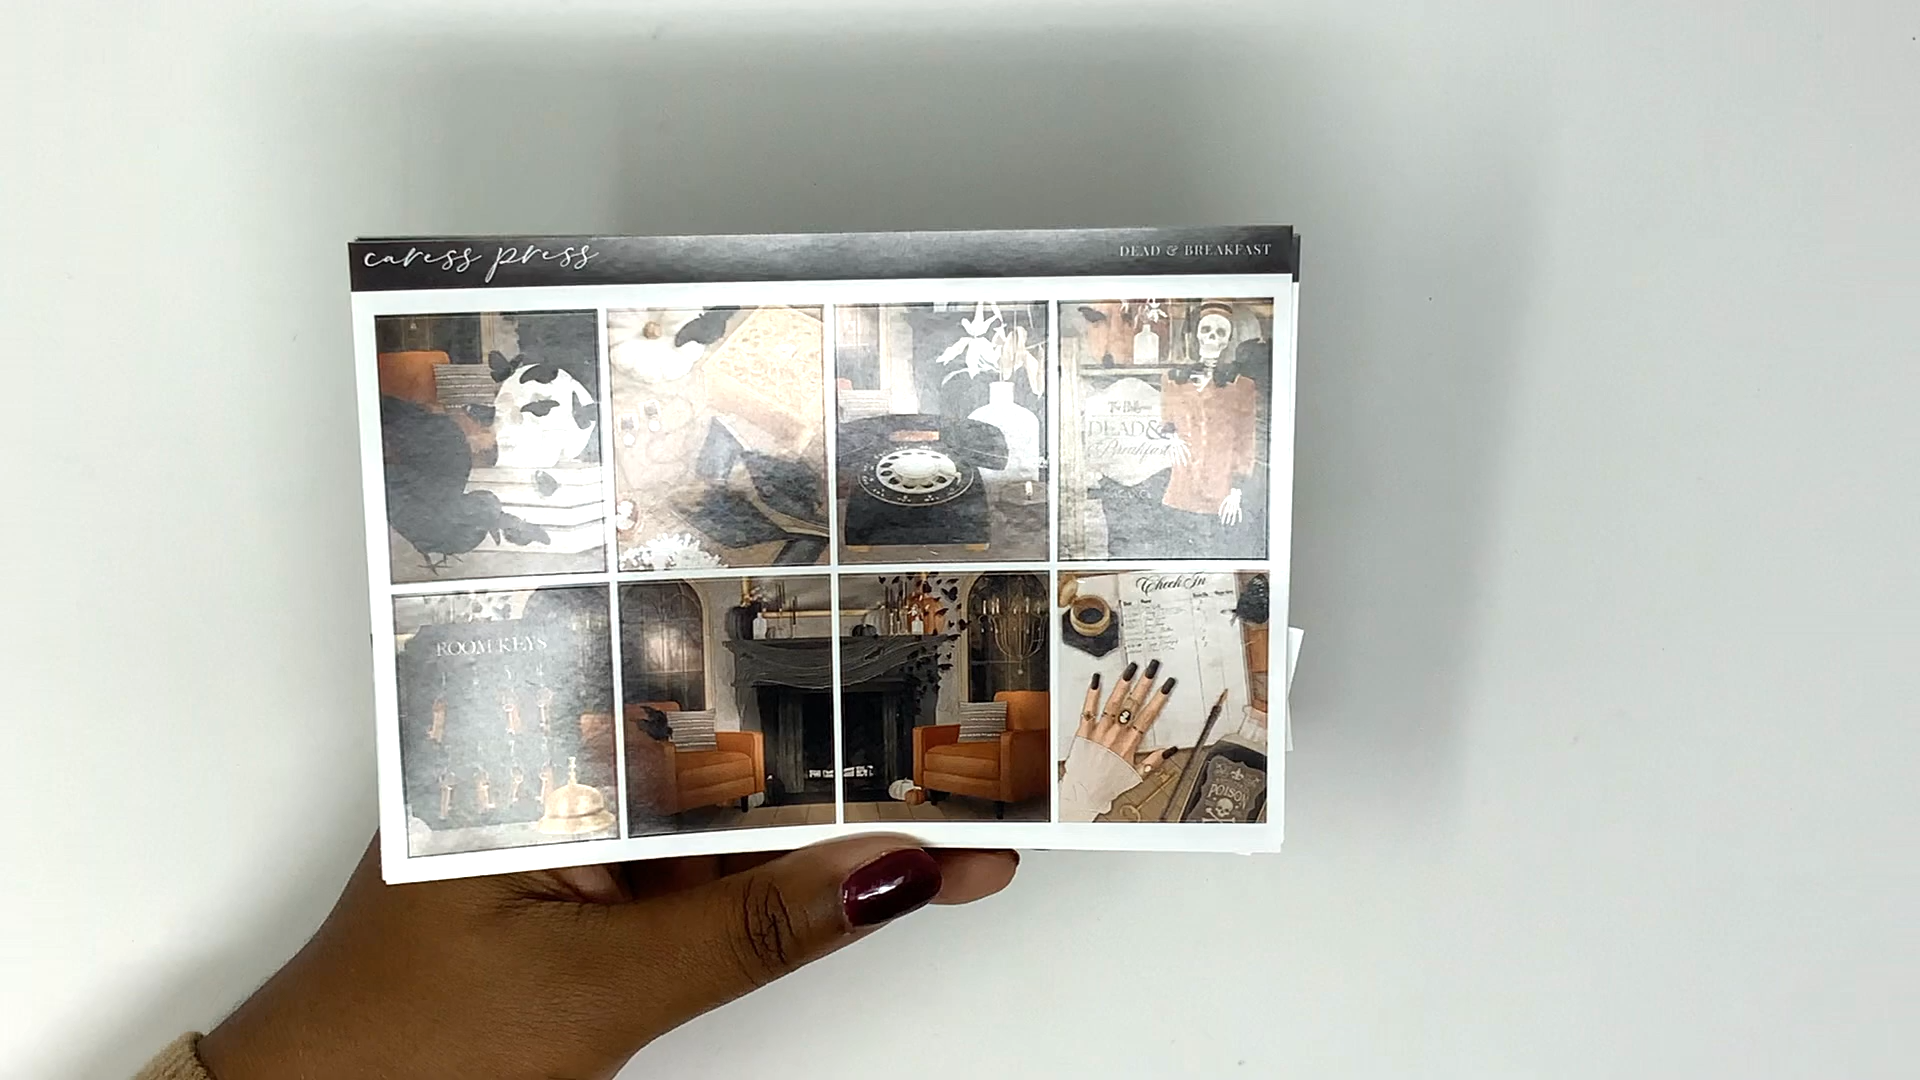 caress press
DEAD & BREAKFAST
DEAD &
Breakfast
ROOM KEYS
Check In
POISON